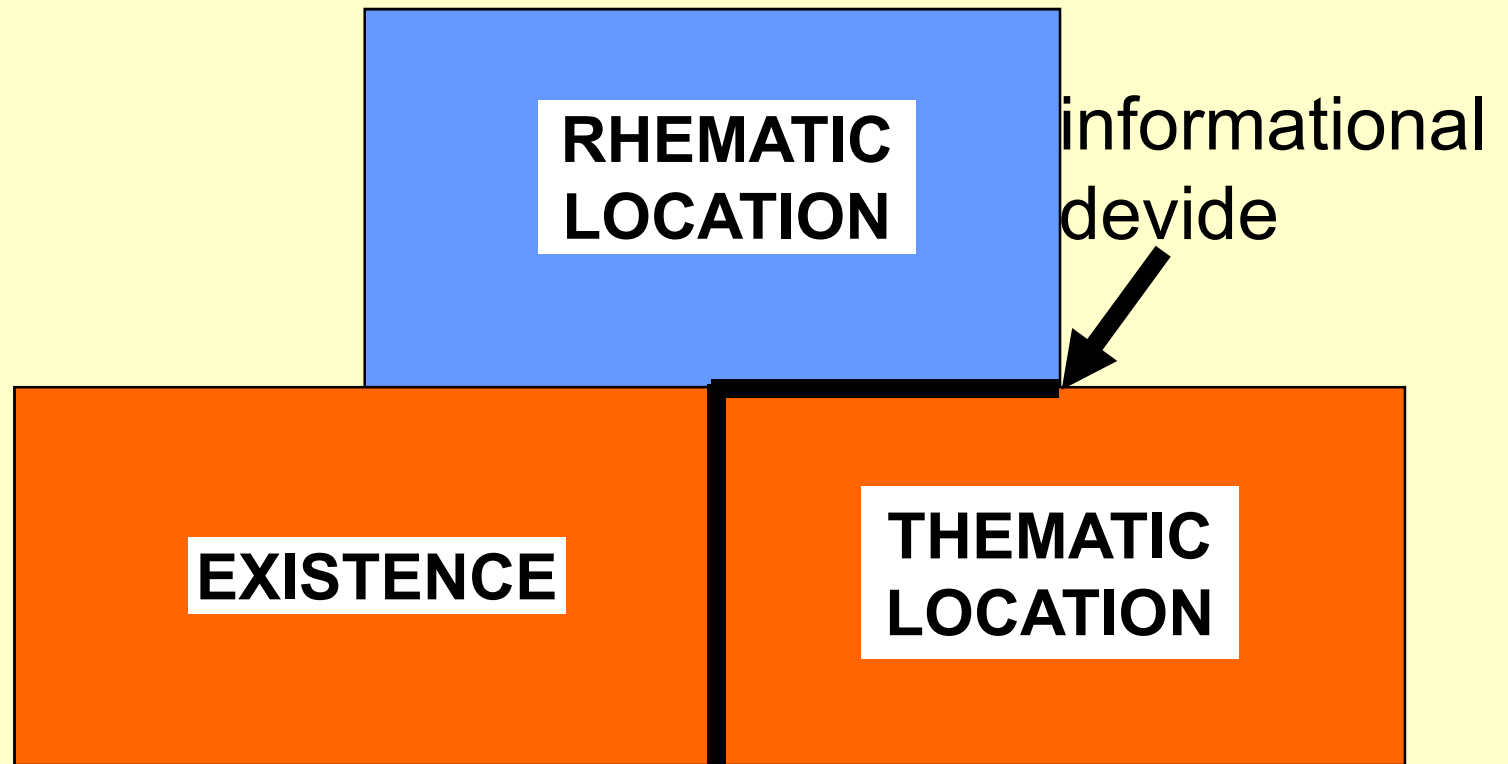 RHEMATIC
LOCATION
informational
devide
EXISTENCE
THEMATIC
LOCATION